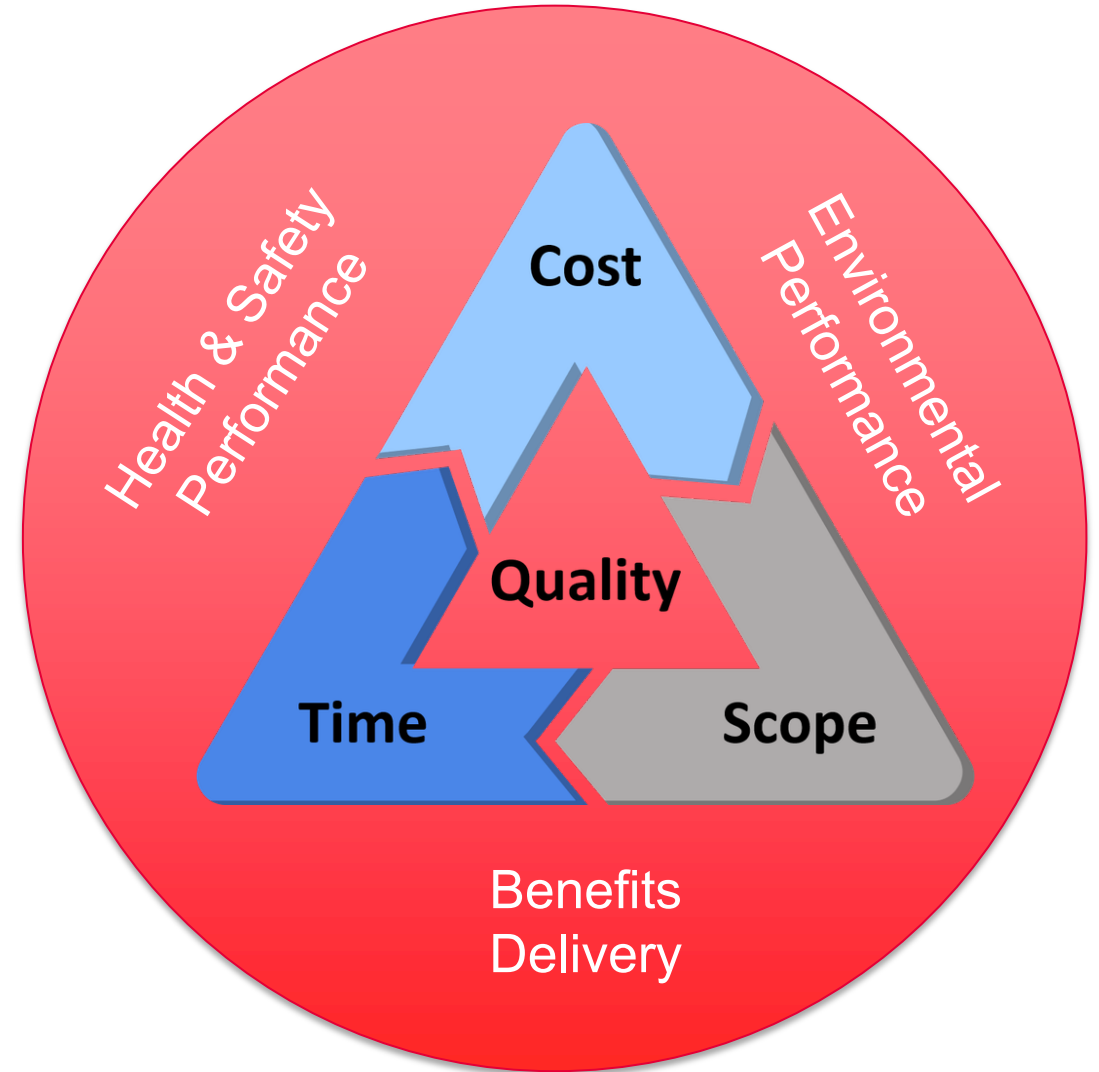 Health & Safety
Performance
Environmental
Performance
Cost
Quality
Time
Scope
Benefits
Delivery